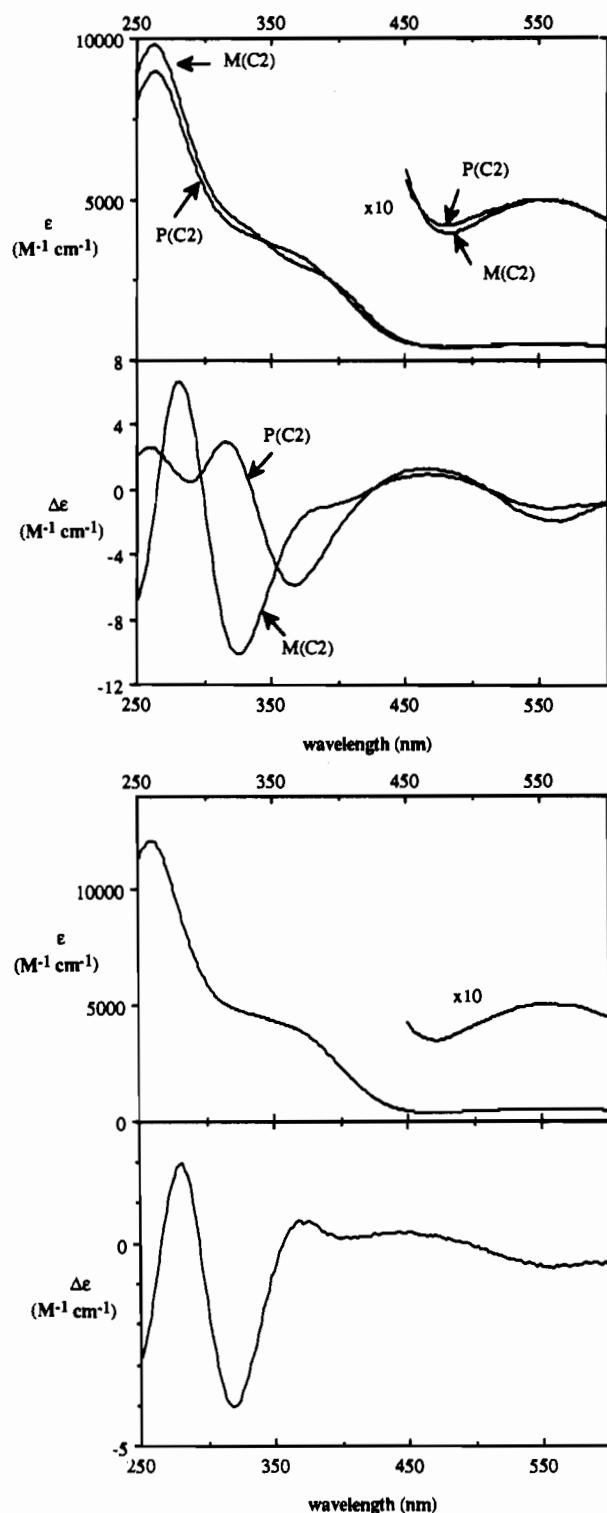 250 350 450 550
10000
M(C2)
P(C2)
5000
x10
ε
(M⁻¹ cm⁻¹)
P(C2)
M(C2)
8
4
P(C2)
0
Δε
(M⁻¹ cm⁻¹)
-4
-8
M(C2)
-12
250 350 450 550
wavelength (nm)
250 350 450 550
10000
ε
(M⁻¹ cm⁻¹)
x10
5000
0
0
Δε
(M⁻¹ cm⁻¹)
-5
250 350 450 550
wavelength (nm)